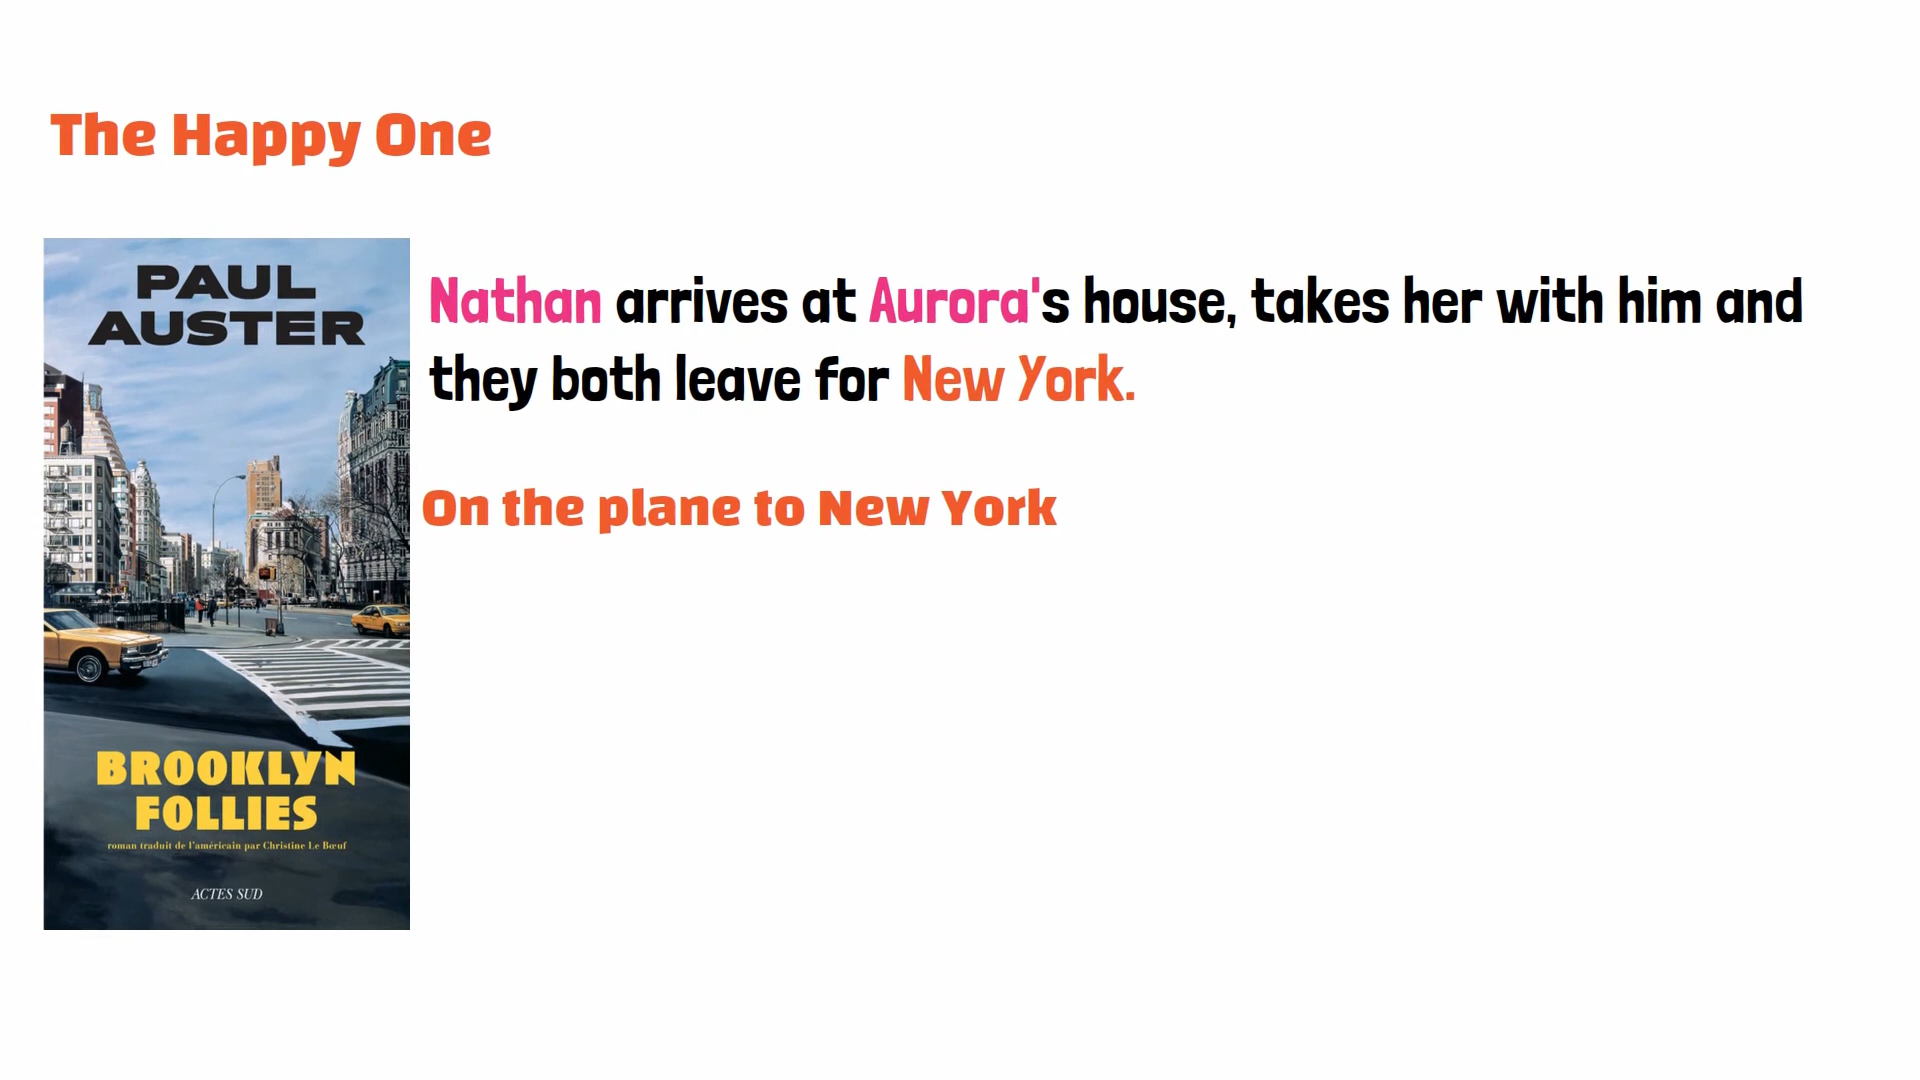 The Happy One
PAUL
AUSTER
BROOKLYN
FOLLIES
roman traduit de l'américain par Christine Le Bœuf
ACTES SUD
Nathan arrives at Aurora's house, takes her with him and
they both leave for New York.
On the plane to New York